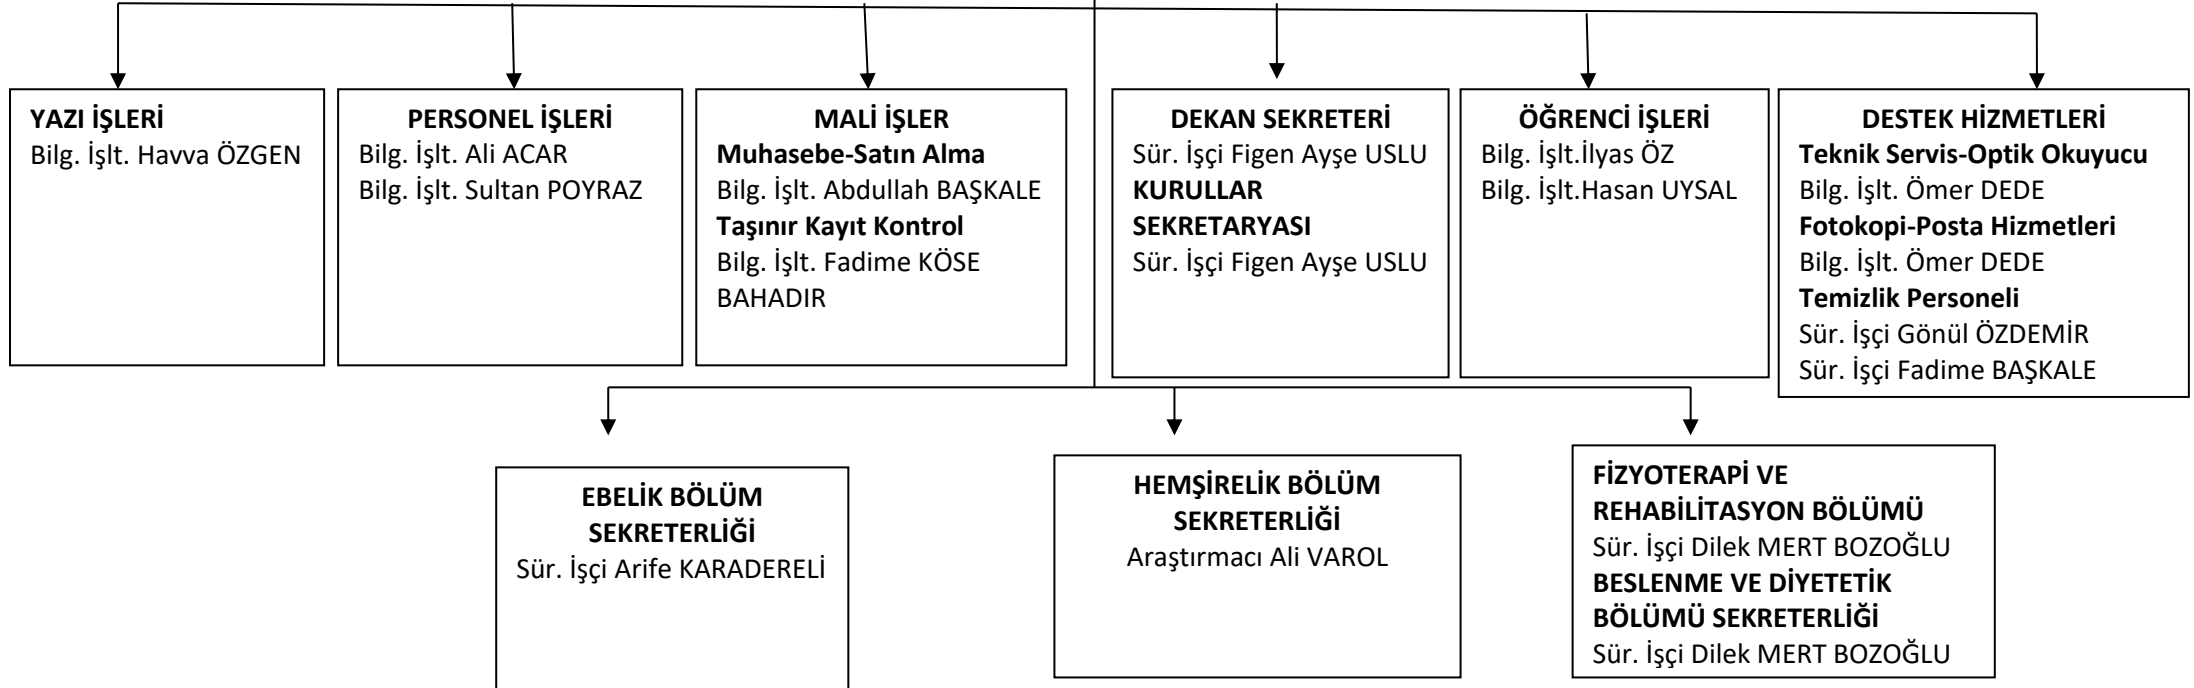 YAZI İŞLERİ
Bilg. İşlt. Havva ÖZGEN
PERSONEL İŞLERİ
Bilg. İşlt. Ali ACAR
Bilg. İşlt. Sultan POYRAZ
MALİ İŞLER
Muhasebe-Satın Alma
Bilg. İşlt. Abdullah BAŞKALE
Taşınır Kayıt Kontrol
Bilg. İşlt. Fadime KÖSE
BAHADIR
DEKAN SEKRETERİ
Sür. İşçi Figen Ayşe USLU
KURULLAR
SEKRETARYASI
Sür. İşçi Figen Ayşe USLU
ÖĞRENCİ İŞLERİ
Bilg. İşlt.İlyas ÖZ
Bilg. İşlt.Hasan UYSAL
DESTEK HİZMETLERİ
Teknik Servis-Optik Okuyucu
Bilg. İşlt. Ömer DEDE
Fotokopi-Posta Hizmetleri
Bilg. İşlt. Ömer DEDE
Temizlik Personeli
Sür. İşçi Gönül ÖZDEMİR
Sür. İşçi Fadime BAŞKALE
EBELİK BÖLÜM
SEKRETERLİĞİ
Sür. İşçi Arife KARADERELİ
HEMŞİRELİK BÖLÜM
SEKRETERLİĞİ
Araştırmacı Ali VAROL
FİZYOTERAPİ VE
REHABİLİTASYON BÖLÜMÜ
Sür. İşçi Dilek MERT BOZOĞLU
BESLENME VE DİYETETİK
BÖLÜMÜ SEKRETERLİĞİ
Sür. İşçi Dilek MERT BOZOĞLU